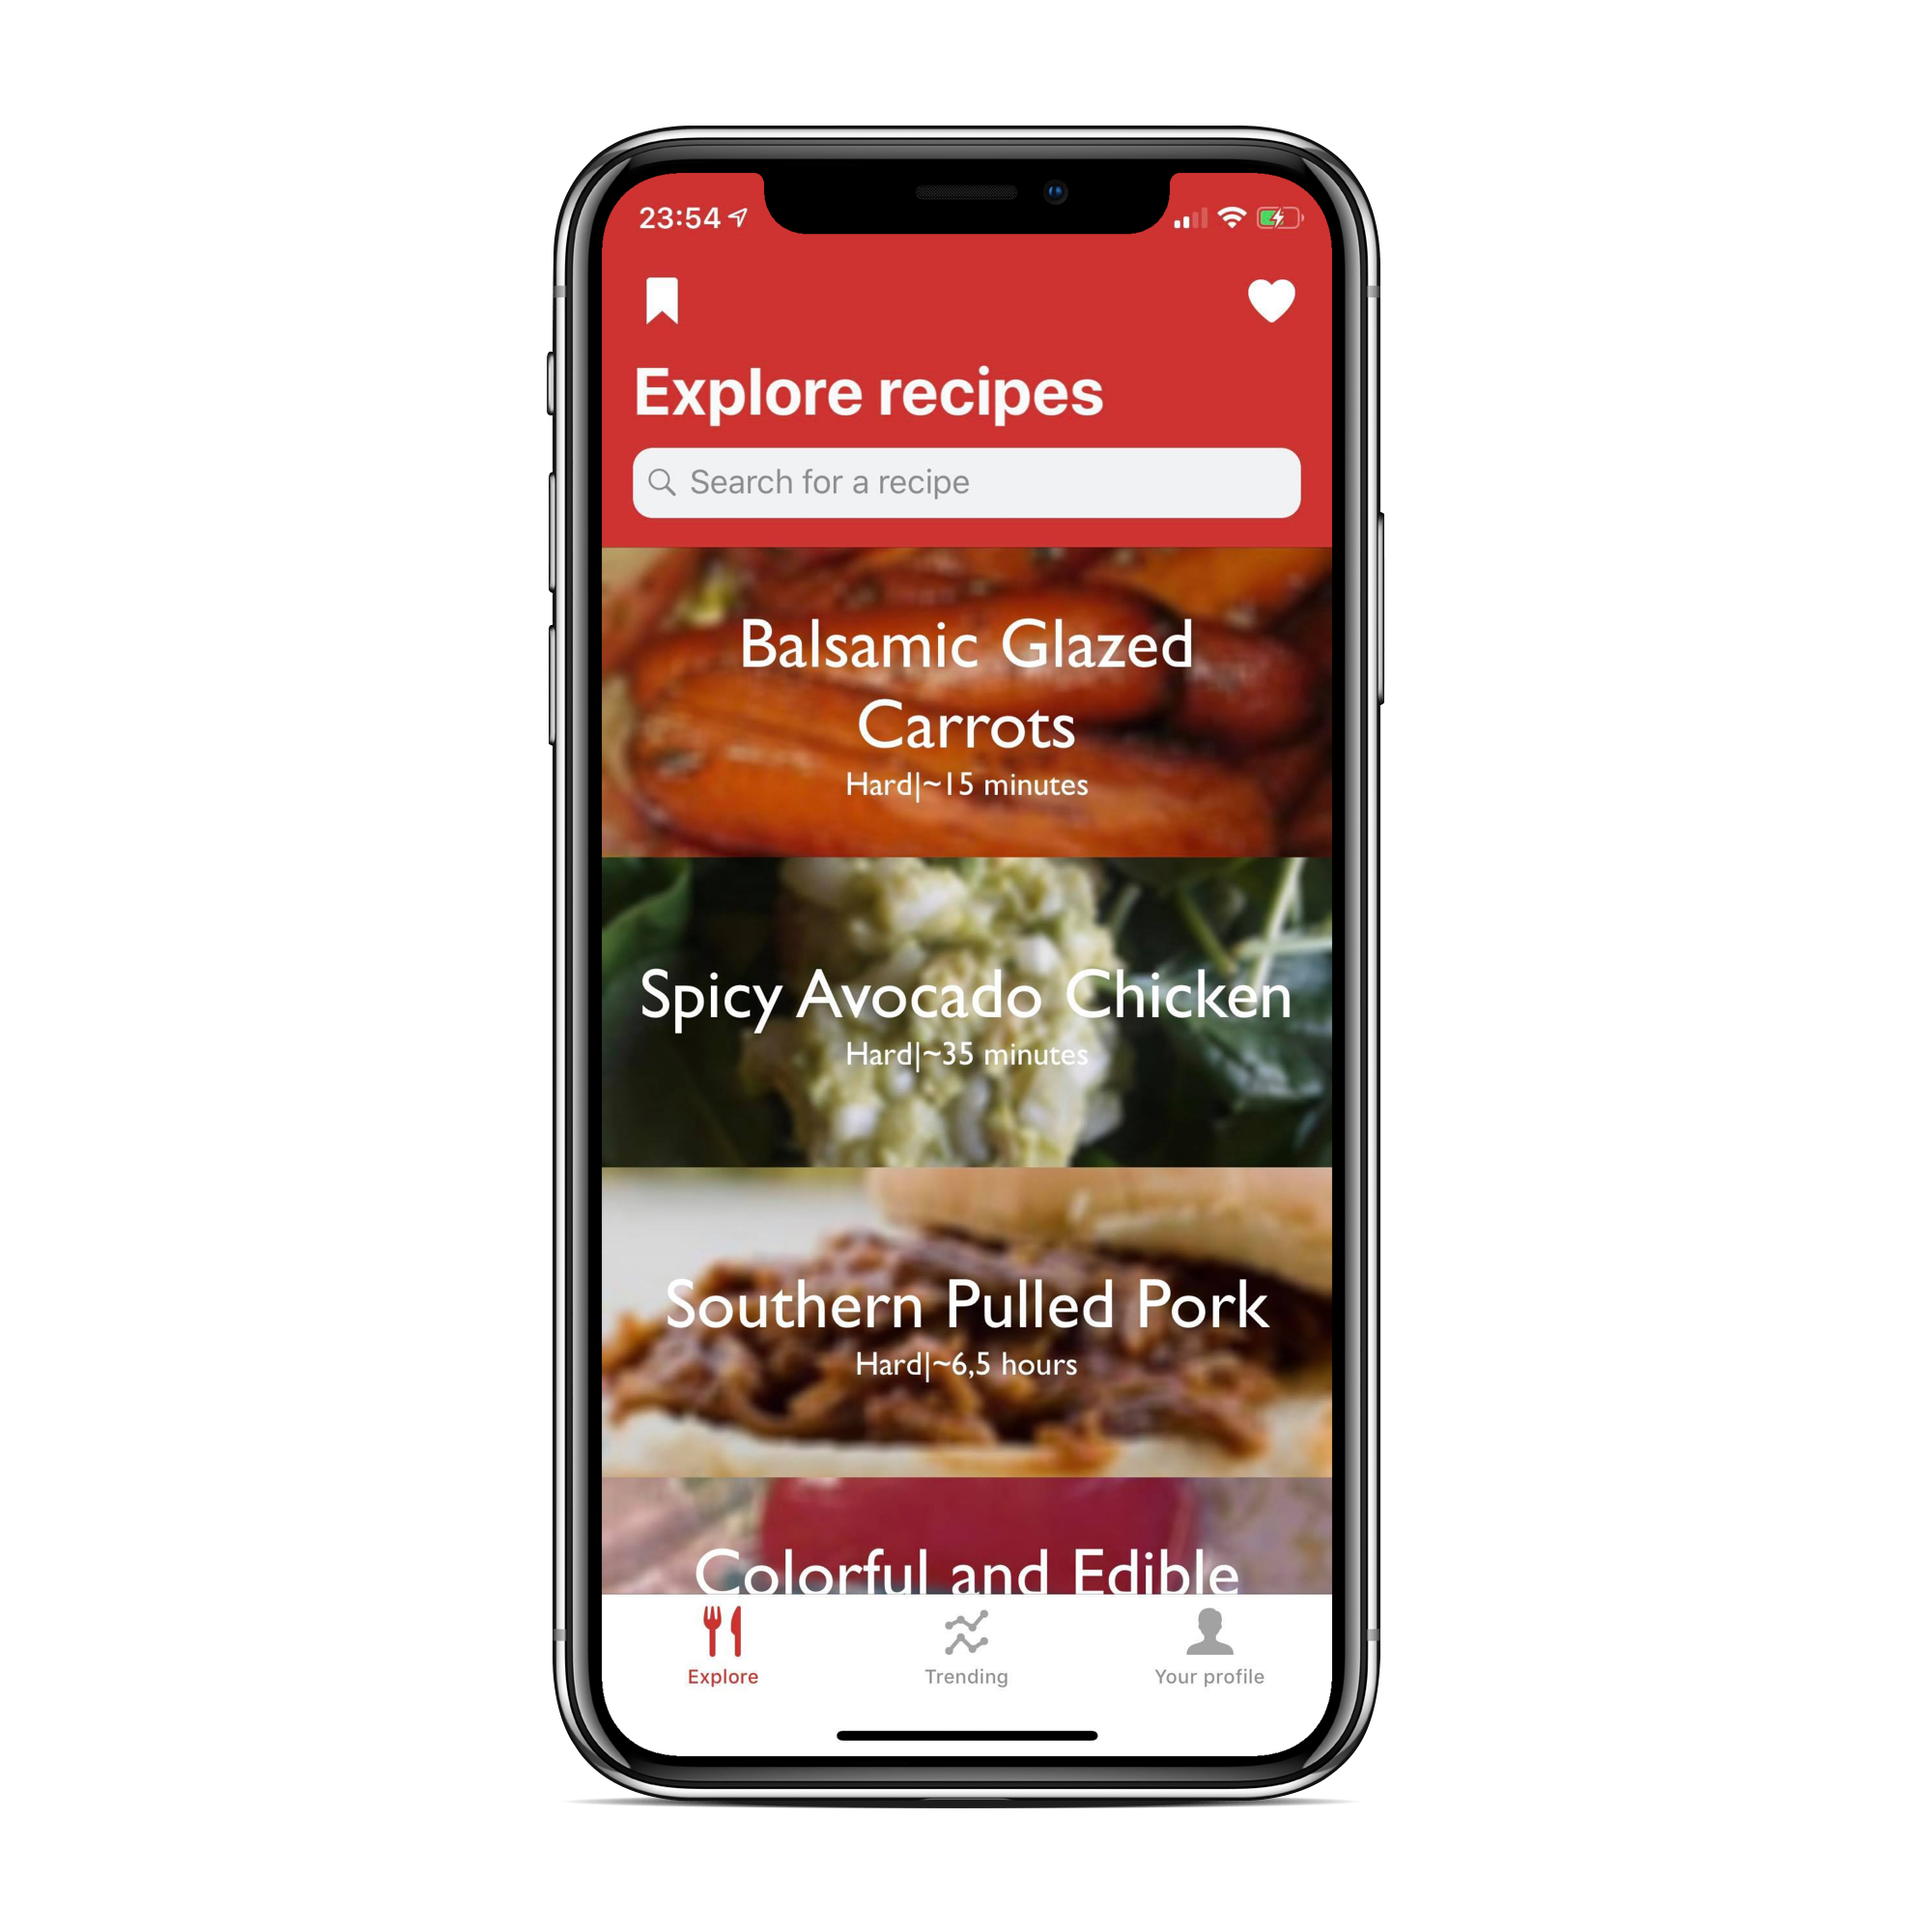 23:54
Explore recipes
Search for a recipe
Balsamic Glazed
Carrots
Hard|~15 minutes
Spicy Avocado Chicken
Hard|~35 minutes
Southern Pulled Pork
Hard|~6,5 hours
Colorful and Edible
Explore
Trending
Your profile